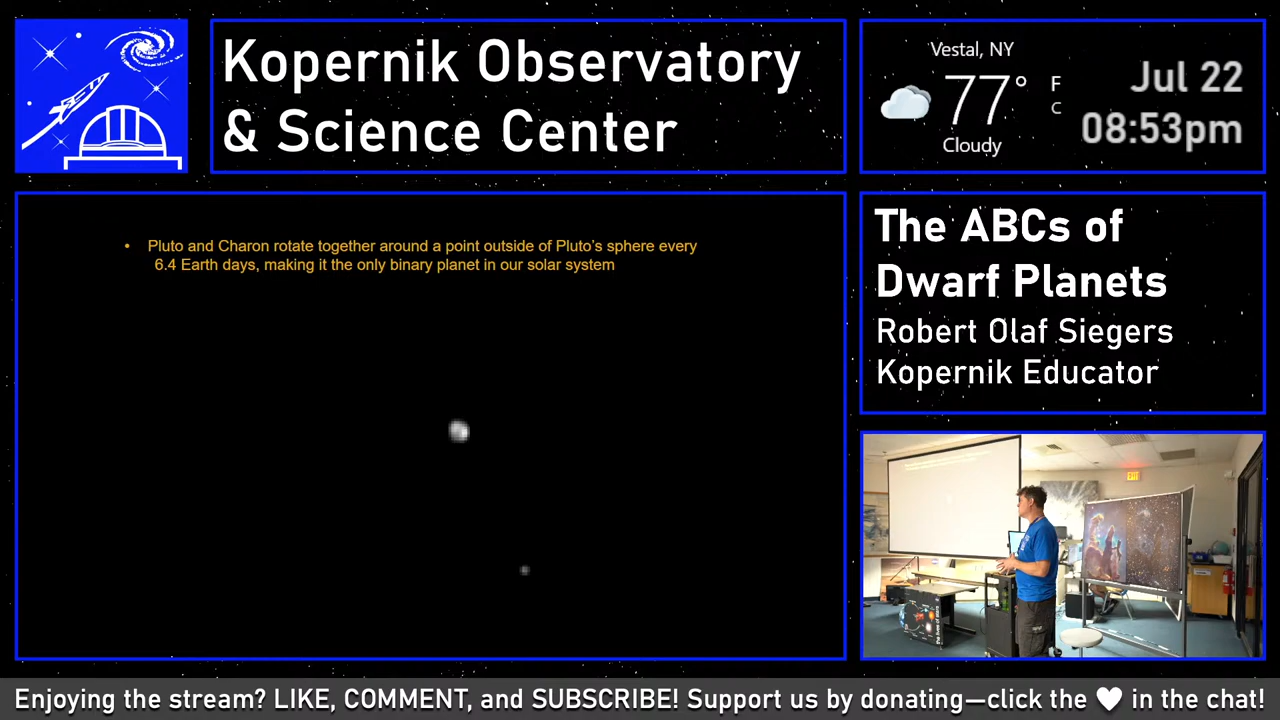 Kopernik Observatory
& Science Center
Vestal, NY
77°
F
C
Cloudy
Jul 22
08:53pm
• Pluto and Charon rotate together around a point outside of Pluto's sphere every
6.4 Earth days, making it the only binary planet in our solar system
The ABCs of
Dwarf Planets
Robert Olaf Siegers
Kopernik Educator
EXIT
Enjoying the stream? LIKE, COMMENT, and SUBSCRIBE! Support us by donating—click the ♥ in the chat!